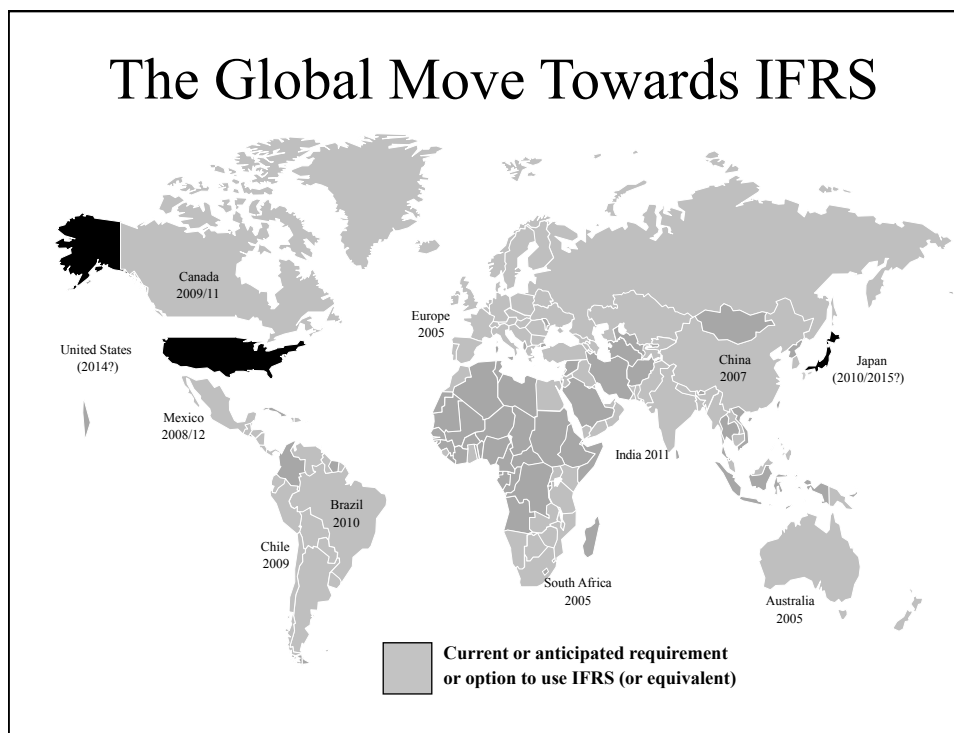 The Global Move Towards IFRS
Canada
2009/11
Europe
2005
United States
(2014?)
China
2007
Japan
(2010/2015?)
Mexico
2008/12
India 2011
Brazil
2010
Chile
2009
South Africa
2005
Australia
2005
Current or anticipated requirement
or option to use IFRS (or equivalent)